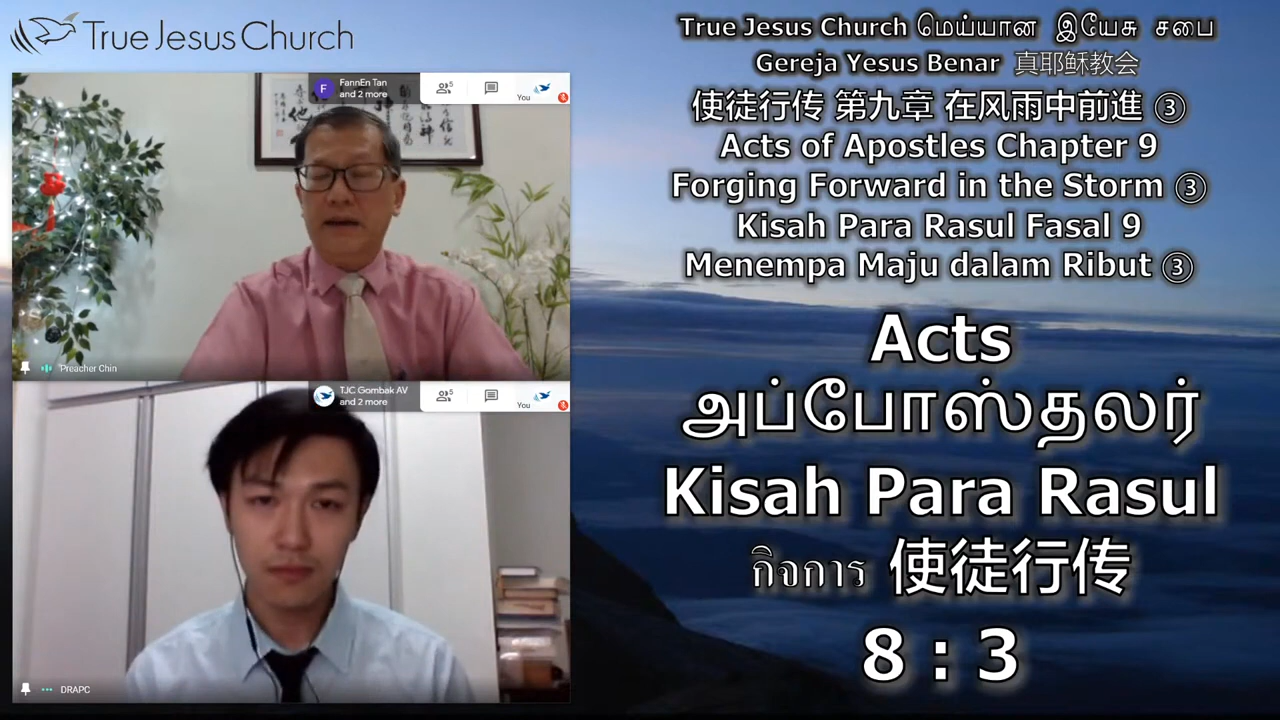 True Jesus Church
FannEn Tan
and 2 more
5
You
Preacher Chin
TJC Gombak AV
and 2 more
5
You
DRAPC
True Jesus Church மெய்யான இயேசு சபை
Gereja Yesus Benar 真耶稣教会
使徒行传 第九章 在风雨中前進 ③
Acts of Apostles Chapter 9
Forging Forward in the Storm ③
Kisah Para Rasul Fasal 9
Menempa Maju dalam Ribut ③
Acts
அப்போஸ்தலர்
Kisah Para Rasul
กิจการ 使徒行传
8 : 3